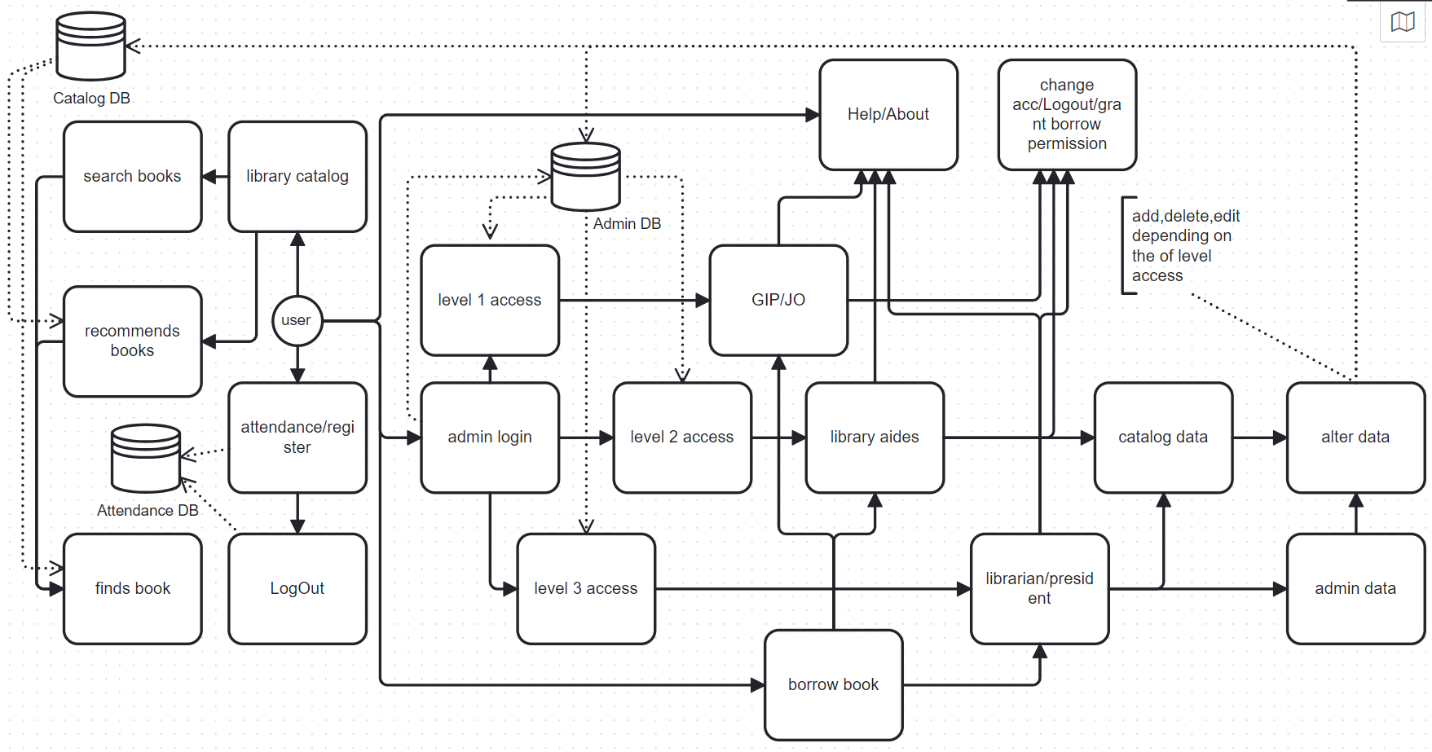 Catalog DB
search books
library catalog
Help/About
change
acc/Logout/gra
nt borrow
permission
Admin DB
add,delete,edit
depending on
the of level
access
level 1 access
GIP/JO
user
recommends
books
attendance/regi
ster
admin login
level 2 access
library aides
catalog data
alter data
Attendance DB
finds book
LogOut
level 3 access
librarian/presid
ent
admin data
borrow book